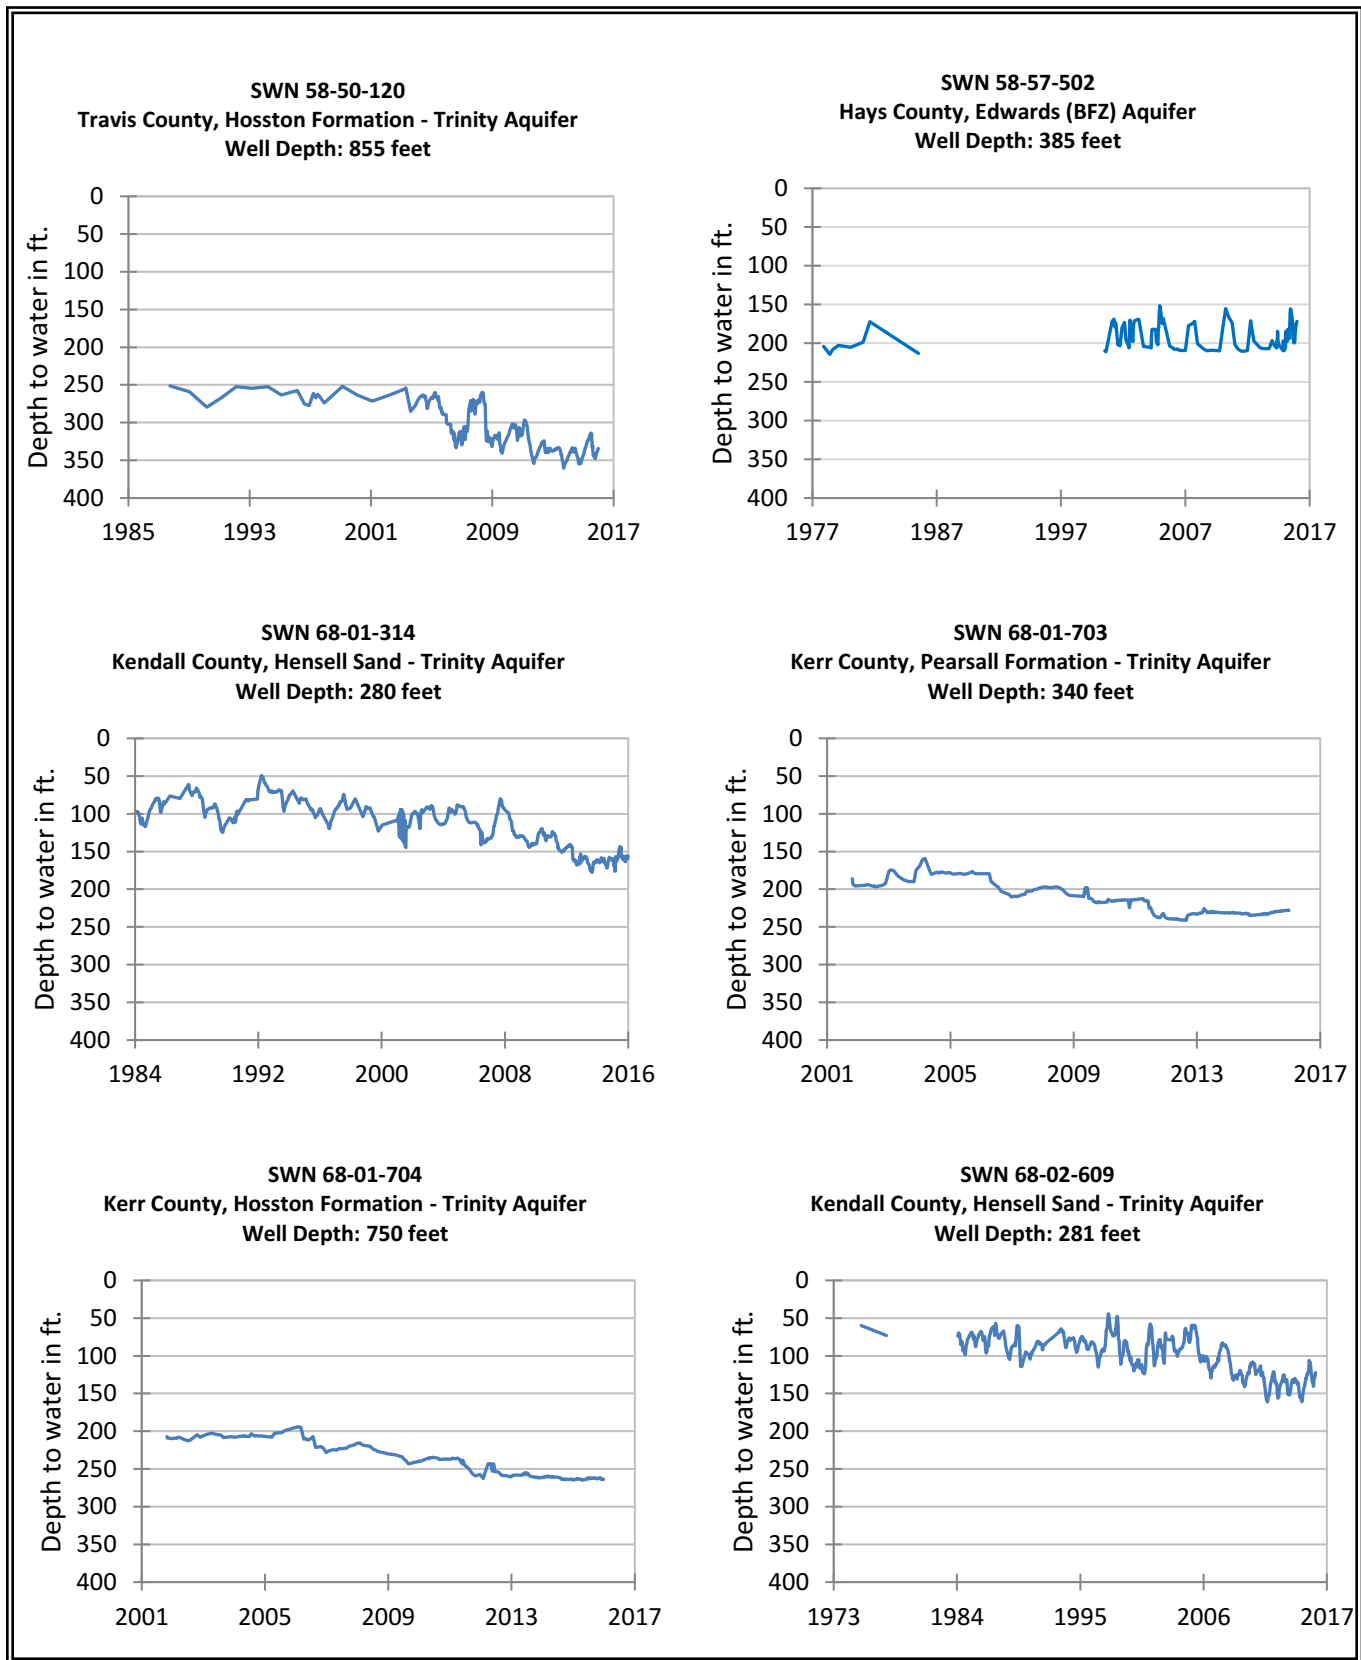 SWN 58-50-120
Travis County, Hosston Formation - Trinity Aquifer
Well Depth: 855 feet
Depth to water in ft.
0
50
100
150
200
250
300
350
400
1985 1993 2001 2009 2017
SWN 58-57-502
Hays County, Edwards (BFZ) Aquifer
Well Depth: 385 feet
Depth to water in ft.
0
50
100
150
200
250
300
350
400
1977 1987 1997 2007 2017
SWN 68-01-314
Kendall County, Hensell Sand - Trinity Aquifer
Well Depth: 280 feet
Depth to water in ft.
0
50
100
150
200
250
300
350
400
1984 1992 2000 2008 2016
SWN 68-01-703
Kerr County, Pearsall Formation - Trinity Aquifer
Well Depth: 340 feet
Depth to water in ft.
0
50
100
150
200
250
300
350
400
2001 2005 2009 2013 2017
SWN 68-01-704
Kerr County, Hosston Formation - Trinity Aquifer
Well Depth: 750 feet
Depth to water in ft.
0
50
100
150
200
250
300
350
400
2001 2005 2009 2013 2017
SWN 68-02-609
Kendall County, Hensell Sand - Trinity Aquifer
Well Depth: 281 feet
Depth to water in ft.
0
50
100
150
200
250
300
350
400
1973 1984 1995 2006 2017